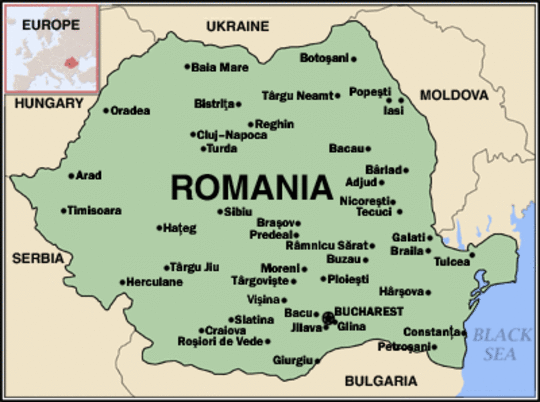 EUROPE
UKRAINE
Botoşani
Baia Mare
Târgu Neamt
Popeşti
MOLDOVA
HUNGARY
Oradea
Bistriţa
Iasi
Reghin
Cluj-Napoca
Turda
Bacau
Bârlad
Arad
Adjud
ROMANIA
Nicoreşti
Timisoara
Sibiu
Tecuci
Haţeg
Braşov
Predeal
Galati
Râmnicu Sărat
Braila
SERBIA
Buzau
Tulcea
Târgu Jiu
Moreni
Herculane
Târgovişte
Ploieşti
Hârşova
Vişina
Bacu
BUCHAREST
Slatina
Jilava
Glina
Craiova
Constanţa
BLACK
SEA
Roşiori de Vede
Petroşani
Giurgiu
BULGARIA